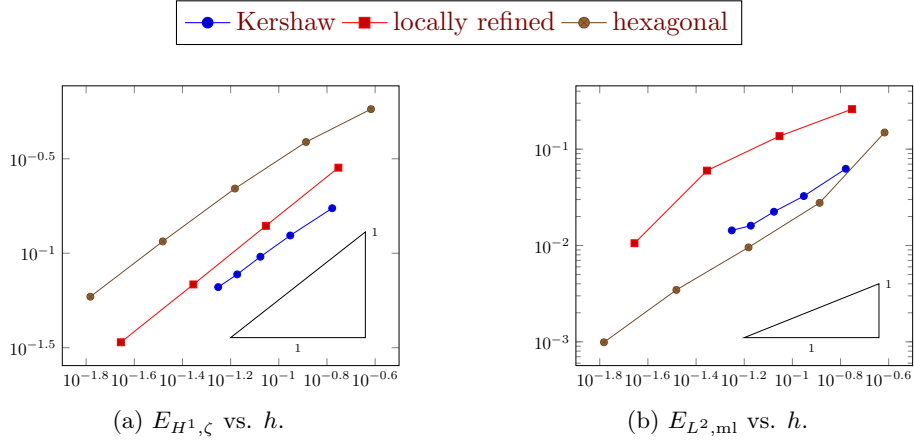 Kershaw locally refined hexagonal
10^{-0.5}
10^{-1}
10^{-1.5}
10^{-1.8} 10^{-1.6} 10^{-1.4} 10^{-1.2} 10^{-1} 10^{-0.8} 10^{-0.6}
1
1
(a) E_{H^1,ζ} vs. h.
10^{-1}
10^{-2}
10^{-3}
10^{-1.8} 10^{-1.6} 10^{-1.4} 10^{-1.2} 10^{-1} 10^{-0.8} 10^{-0.6}
1
1
(b) E_{L^2,ml} vs. h.